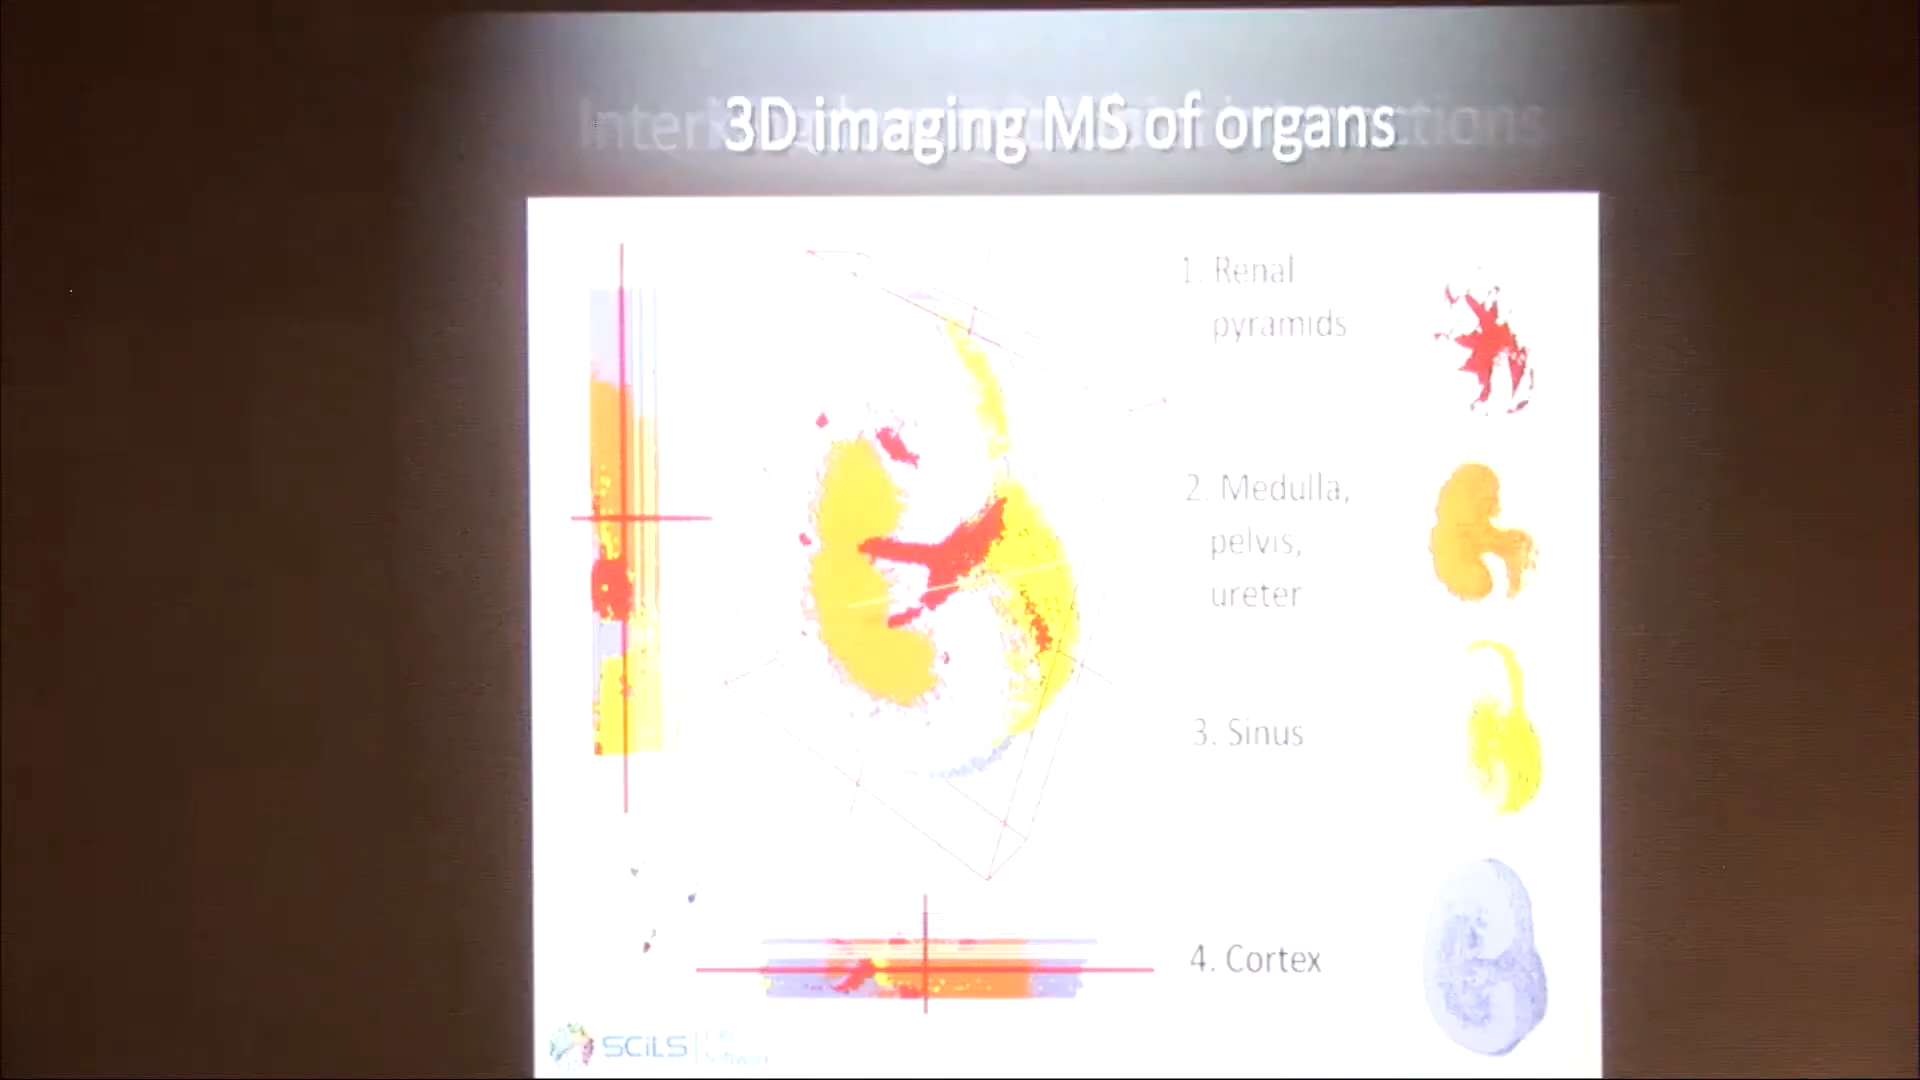 3D imaging MS of organs
1. Renal
pyramids
2. Medulla,
pelvis,
ureter
3. Sinus
4. Cortex
SCiLS